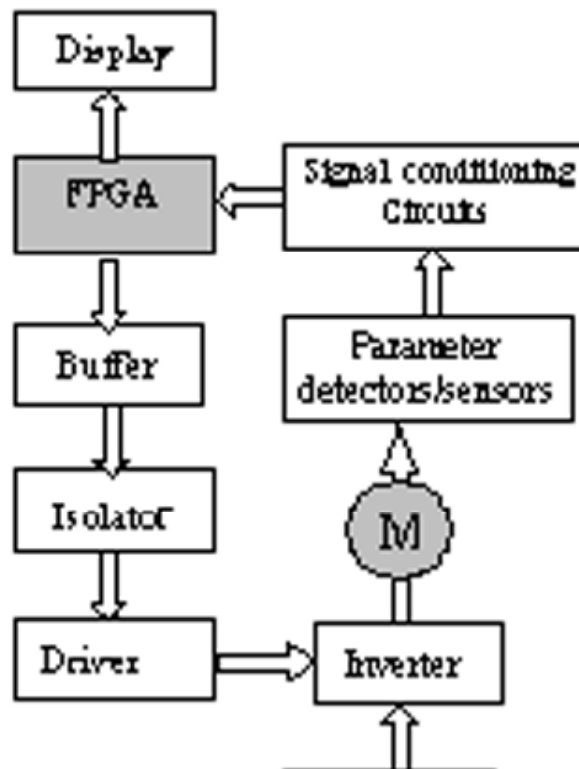 Display
FPGA
Signal conditioning
Circuits
Buffer
Parameter
detectors/sensors
Isolator
M
Driver
Inverter